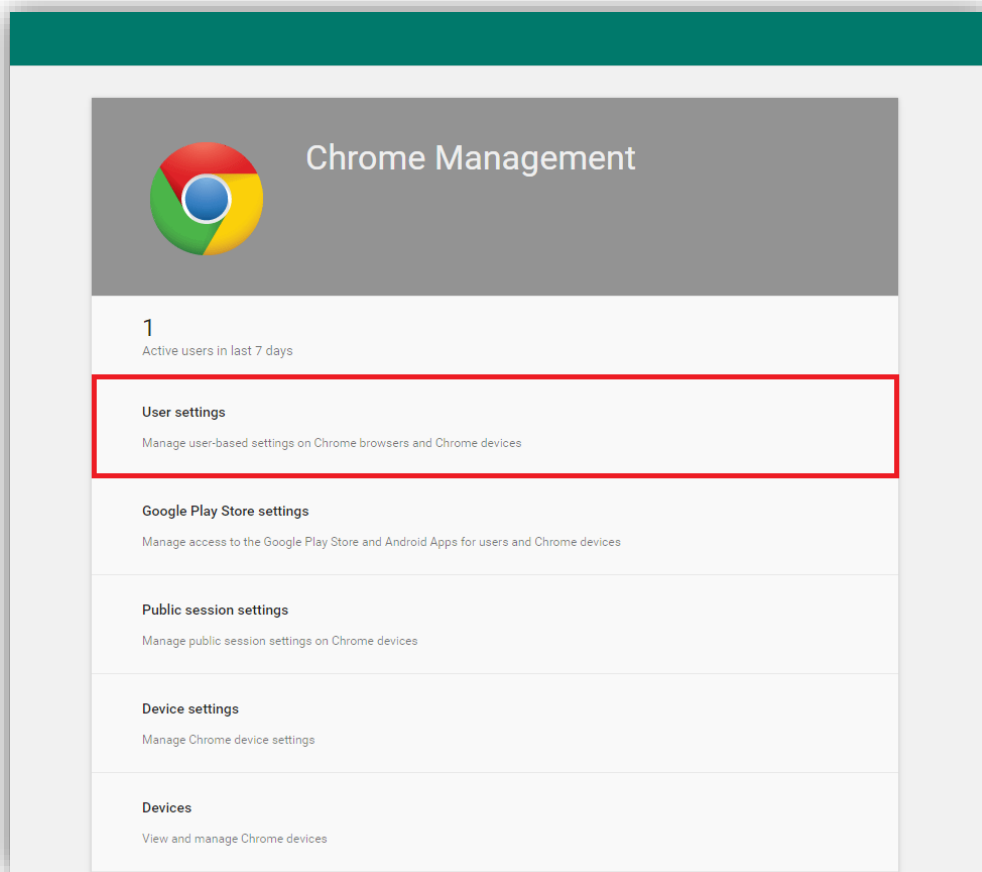 Chrome Management
1
Active users in last 7 days
User settings
Manage user-based settings on Chrome browsers and Chrome devices
Google Play Store settings
Manage access to the Google Play Store and Android Apps for users and Chrome devices
Public session settings
Manage public session settings on Chrome devices
Device settings
Manage Chrome device settings
Devices
View and manage Chrome devices